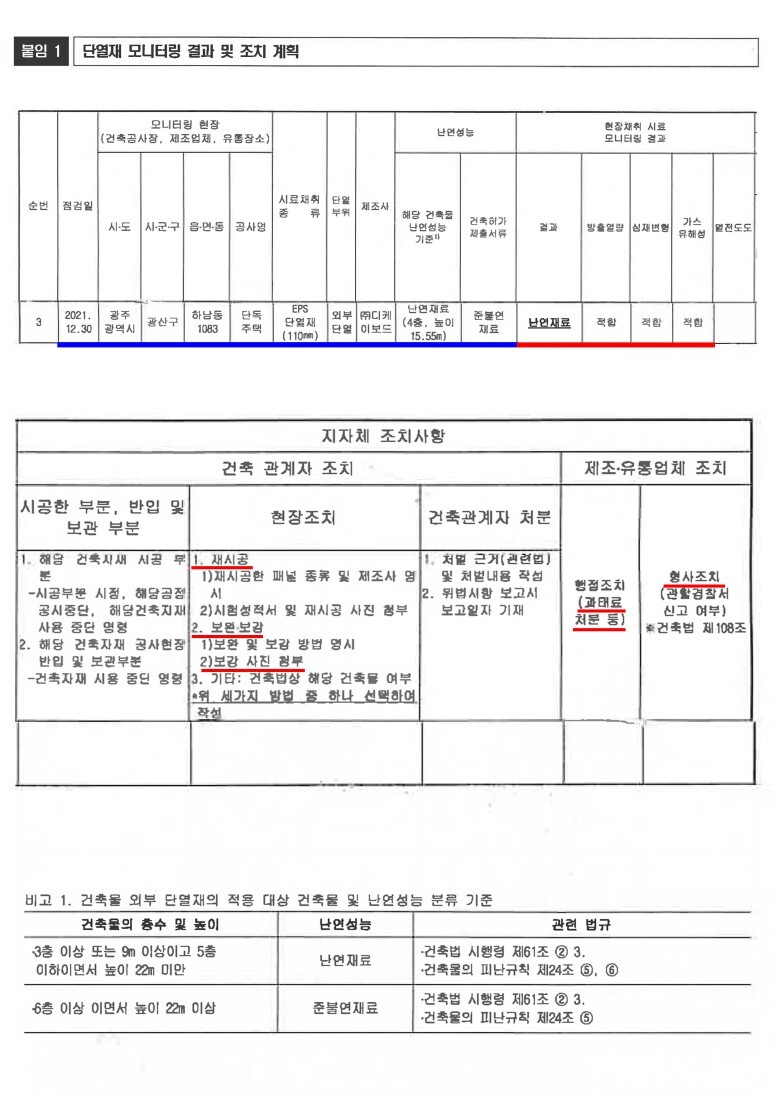 붙임 1 단열재 모니터링 결과 및 조치 계획
순번
점검일
모니터링 현장
(건축공사장, 제조업체, 유통장소)
시·도
시·군·구
읍·면·동
공사명
시료채취
종 류
단열
부위
제조사
난연성능
해당 건축물
난연성능
기준¹⁾
건축허가
제출서류
현장채취 시료
모니터링 결과
결과
방출열량
심재변형
가스
유해성
열전도도
3
2021.
12.30
광주
광역시
광산구
하남동
1083
단독
주택
EPS
단열재
(110mm)
외부
단열
㈜디케
이보드
난연재료
(4층, 높이
15.55m)
준불연
재료
난연재료
적합
적합
적합
지자체 조치사항
건축 관계자 조치
제조·유통업체 조치
시공한 부분, 반입 및
보관 부분
현장조치
건축관계자 처분
행정조치
(과태료
처분 등)
형사조치
(관할경찰서
신고 여부)
※건축법 제108조
1. 해당 건축자재 시공 부
분
-시공부분 시정, 해당공정
공사중단, 해당건축자재
사용 중단 명령
2. 해당 건축자재 공사현장
반입 및 보관부분
-건축자재 사용 중단 명령
1. 재시공
1)재시공한 패널 종류 및 제조사 명
시
2)시험성적서 및 재시공 사진 첨부
2. 보완·보강
1)보완 및 보강 방법 명시
2)보강 사진 첨부
3. 기타: 건축법상 해당 건축물 여부
*위 세가지 방법 중 하나 선택하여
작성
1. 처벌 근거(관련법)
및 처벌내용 작성
2. 위법사항 보고시
보고일자 기재
비고 1. 건축물 외부 단열재의 적용 대상 건축물 및 난연성능 분류 기준
건축물의 층수 및 높이
난연성능
관련 법규
·3층 이상 또는 9m 이상이고 5층
이하이면서 높이 22m 미만
난연재료
·건축법 시행령 제61조 ② 3.
·건축물의 피난규칙 제24조 ⑤, ⑥
·6층 이상 이면서 높이 22m 이상
준불연재료
·건축법 시행령 제61조 ② 3.
·건축물의 피난규칙 제24조 ⑤